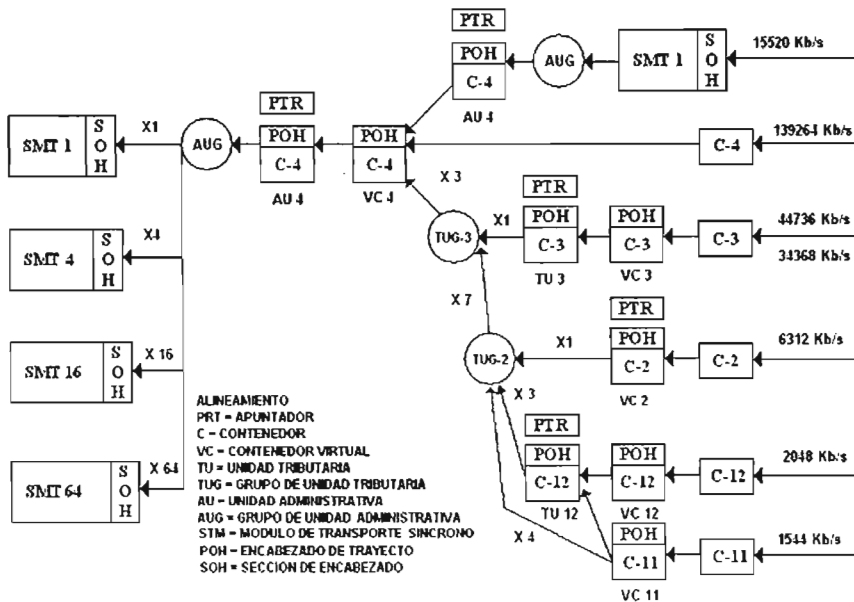 PTR
POH
C-4
AU 4
AUG
SMT 1
S O H
15520 Kb/s
SMT 1
S O H
X1
AUG
PTR
POH
C-4
AU 4
POH
C-4
VC 4
C-4
139264 Kb/s
X 3
TUG-3
X1
PTR
POH
C-3
TU 3
POH
C-3
VC 3
C-3
44736 Kb/s
34368 Kb/s
SMT 4
S O H
X4
X 7
TUG-2
X1
PTR
POH
C-2
VC 2
C-2
6312 Kb/s
SMT 16
S O H
X 16
X 3
PTR
POH
C-12
TU 12
POH
C-12
VC 12
C-12
2048 Kb/s
SMT 64
S O H
X 64
X 4
POH
C-11
VC 11
C-11
1544 Kb/s
ALINEAMIENTO
PRT = APUNTADOR
C = CONTENEDOR
VC = CONTENEDOR VIRTUAL
TU = UNIDAD TRIBUTARIA
TUG = GRUPO DE UNIDAD TRIBUTARIA
AU = UNIDAD ADMINISTRATIVA
AUG = GRUPO DE UNIDAD ADMINISTRATIVA
STM = MODULO DE TRANSPORTE SINCRONO
POH = ENCABEZADO DE TRAYECTO
SOH = SECCION DE ENCABEZADO